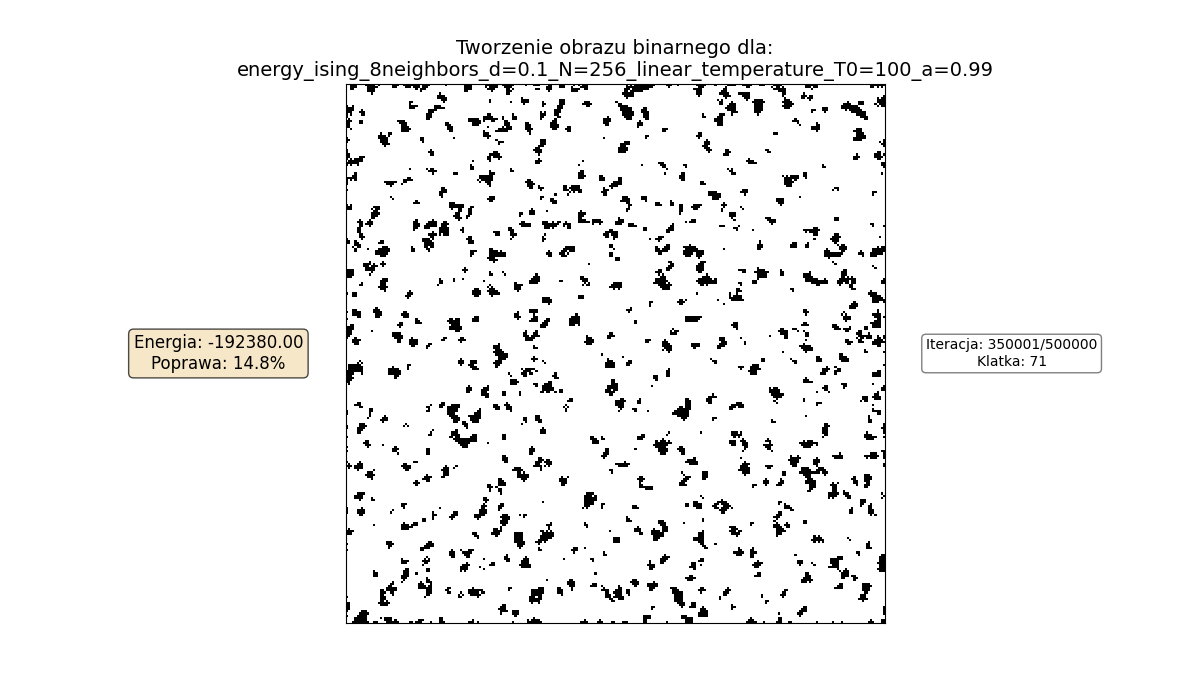 Tworzenie obrazu binarnego dla:
energy_ising_8neighbors_d=0.1_N=256_linear_temperature_T0=100_a=0.99
Energia: -192380.00
Poprawa: 14.8%
Iteracja: 350001/500000
Klatka: 71